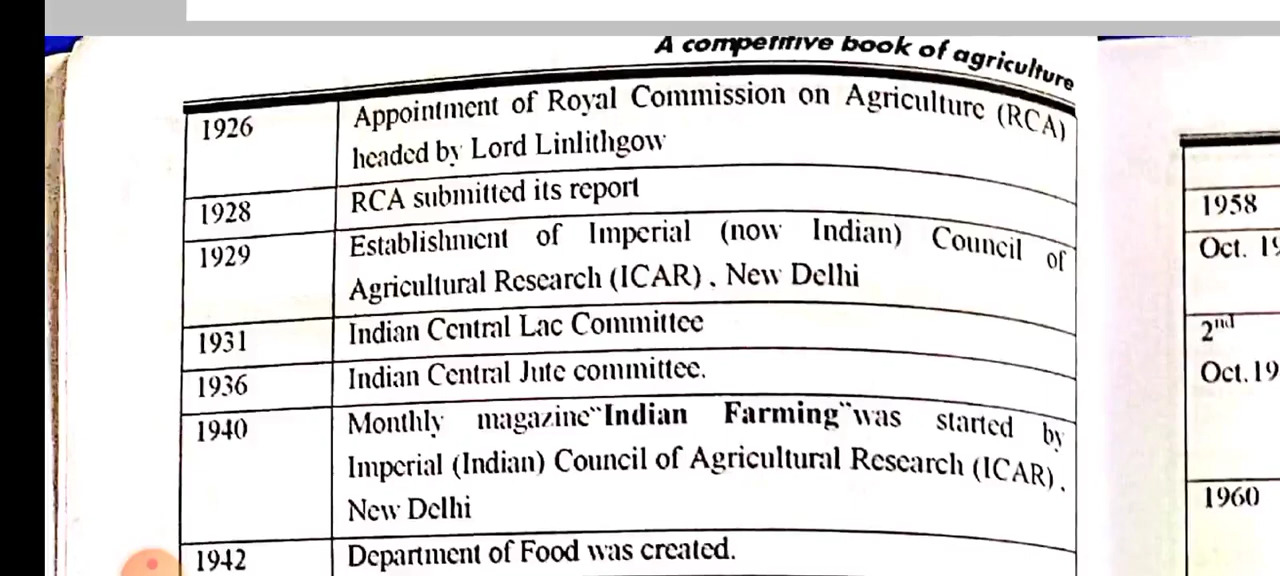 A competitive book of agriculture
1926 Appointment of Royal Commission on Agriculture (RCA)
headed by Lord Linlithgow
1928 RCA submitted its report
1929 Establishment of Imperial (now Indian) Council of
Agricultural Research (ICAR) , New Delhi
1931 Indian Central Lac Committee
1936 Indian Central Jute committee.
1940 Monthly magazine“Indian Farming”was started by
Imperial (Indian) Council of Agricultural Research (ICAR) ,
New Delhi
1942 Department of Food was created.
1958
Oct.
2nd
Oct.19
1960